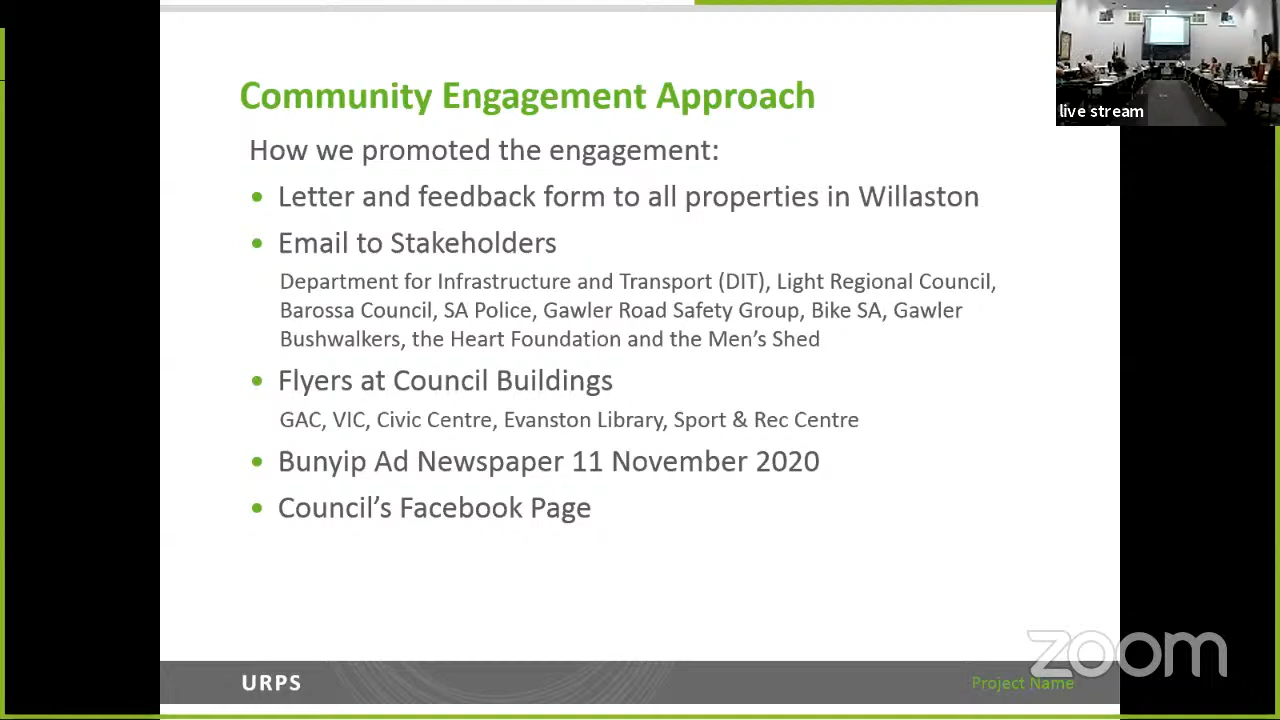 live stream
Community Engagement Approach
How we promoted the engagement:
• Letter and feedback form to all properties in Willaston
• Email to Stakeholders
Department for Infrastructure and Transport (DIT), Light Regional Council,
Barossa Council, SA Police, Gawler Road Safety Group, Bike SA, Gawler
Bushwalkers, the Heart Foundation and the Men's Shed
• Flyers at Council Buildings
GAC, VIC, Civic Centre, Evanston Library, Sport & Rec Centre
• Bunyip Ad Newspaper 11 November 2020
• Council's Facebook Page
zoom
URPS
Project Name